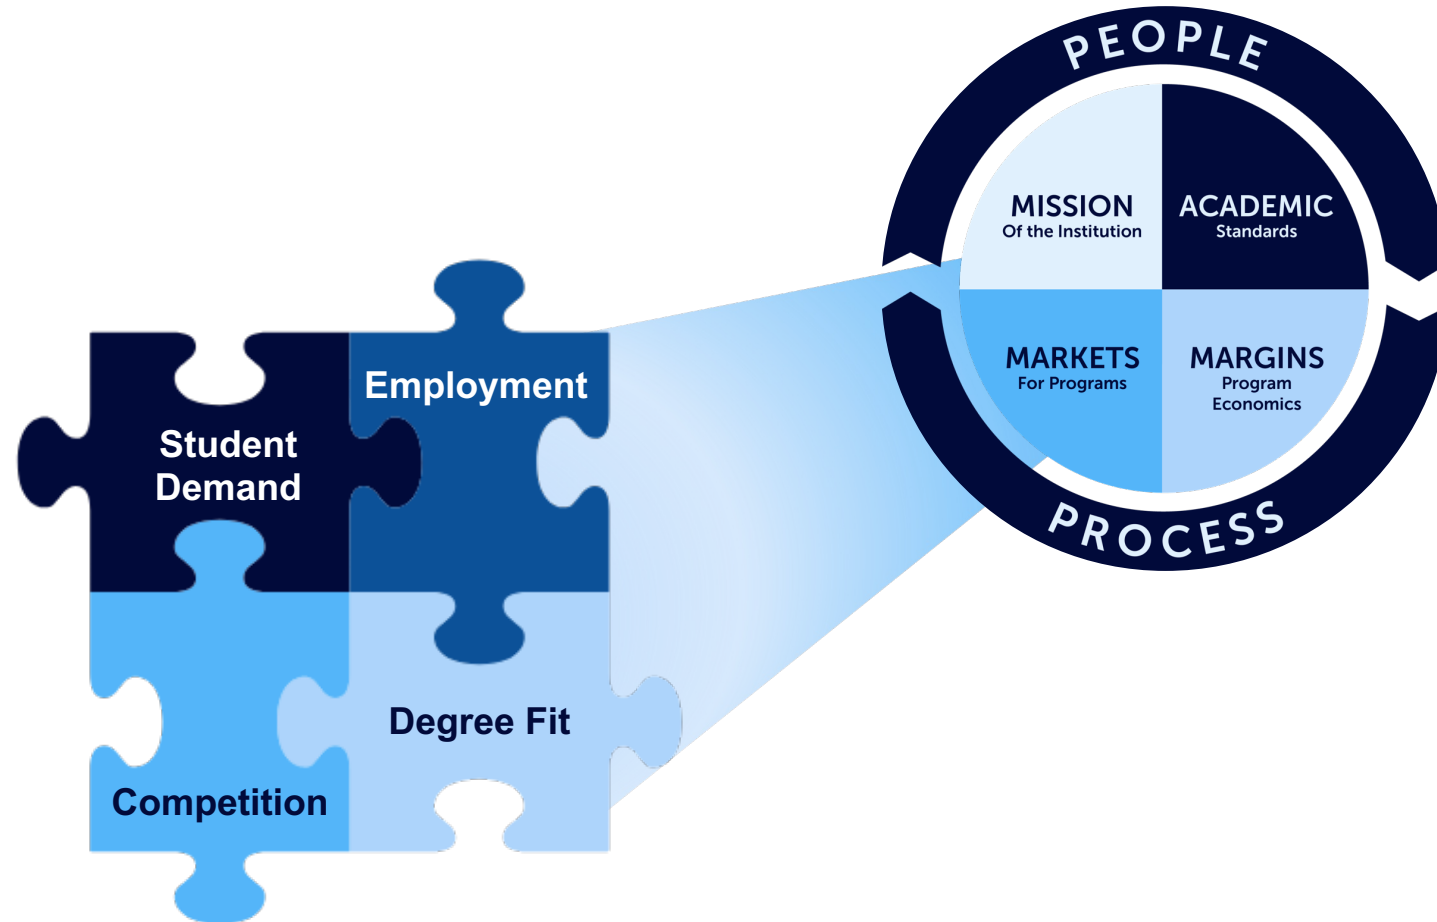 PEOPLE
MISSION
Of the Institution
ACADEMIC
Standards
MARKETS
For Programs
MARGINS
Program
Economics
PROCESS
Employment
Student
Demand
Degree Fit
Competition